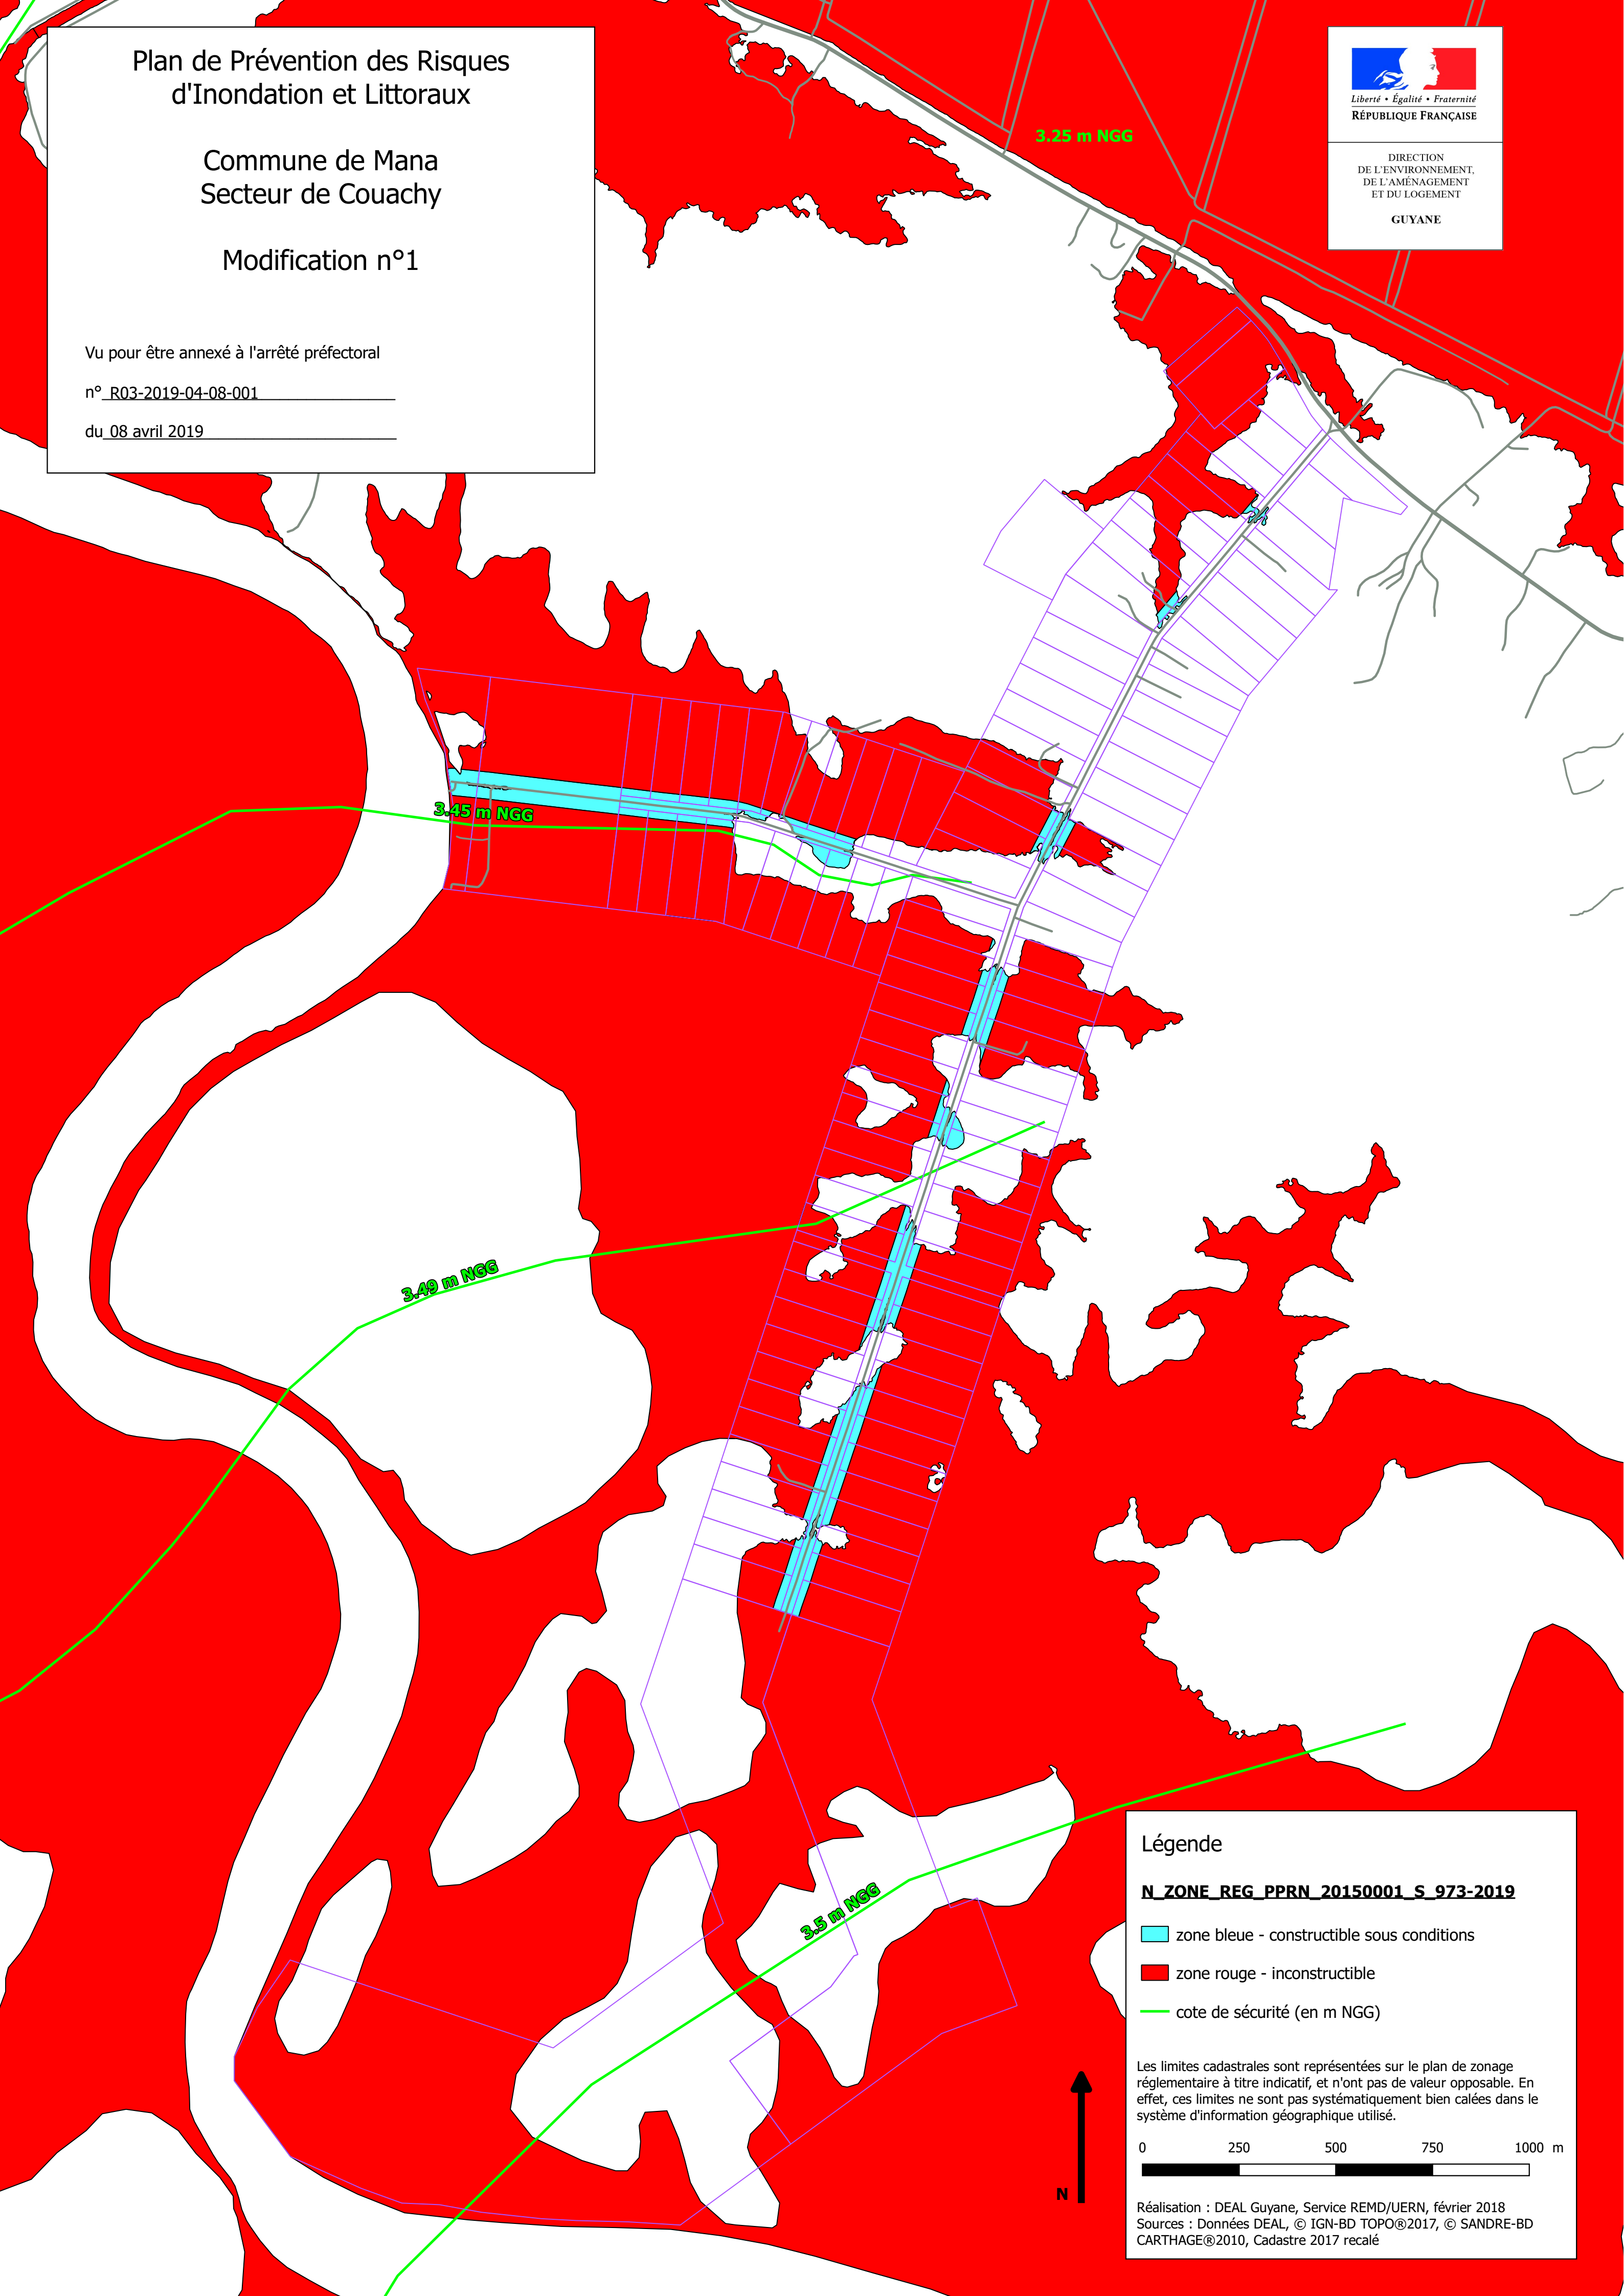 Plan de Prévention des Risques
d'Inondation et Littoraux
Commune de Mana
Secteur de Couachy
Modification n°1
Vu pour être annexé à l'arrêté préfectoral
n° R03-2019-04-08-001
du 08 avril 2019
Liberté • Égalité • Fraternité
RÉPUBLIQUE FRANÇAISE
DIRECTION
DE L'ENVIRONNEMENT,
DE L'AMÉNAGEMENT
ET DU LOGEMENT
GUYANE
3.25 m NGG
3.45 m NGG
3.49 m NGG
3.5 m NGG
Légende
N_ZONE_REG_PPRN_20150001_S_973-2019
zone bleue - constructible sous conditions
zone rouge - inconstructible
cote de sécurité (en m NGG)
Les limites cadastrales sont représentées sur le plan de zonage
réglementaire à titre indicatif, et n'ont pas de valeur opposable. En
effet, ces limites ne sont pas systématiquement bien calées dans le
système d'information géographique utilisé.
0 250 500 750 1000 m
N
Réalisation : DEAL Guyane, Service REMD/UERN, février 2018
Sources : Données DEAL, © IGN-BD TOPO®2017, © SANDRE-BD
CARTHAGE®2010, Cadastre 2017 recalé